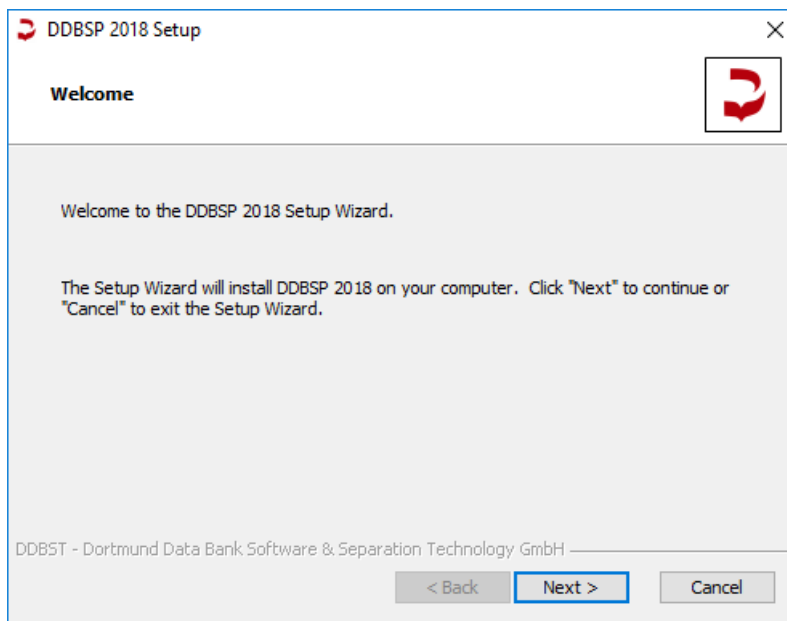 DDBSP 2018 Setup
Welcome
Welcome to the DDBSP 2018 Setup Wizard.
The Setup Wizard will install DDBSP 2018 on your computer.  Click "Next" to continue or
"Cancel" to exit the Setup Wizard.
DDBST - Dortmund Data Bank Software & Separation Technology GmbH
< Back Next > Cancel